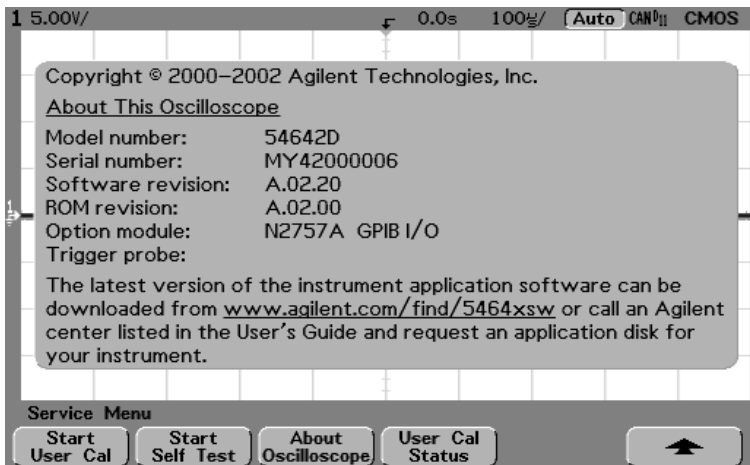 1 5.00V/ 0.0s 100㎲/ Auto CAN D11 CMOS
Copyright © 2000–2002 Agilent Technologies, Inc.
About This Oscilloscope
Model number: 54642D
Serial number: MY42000006
Software revision: A.02.20
ROM revision: A.02.00
Option module: N2757A GPIB I/O
Trigger probe:
The latest version of the instrument application software can be
downloaded from www.agilent.com/find/5464xsw or call an Agilent
center listed in the User's Guide and request an application disk for
your instrument.
1
Service Menu
Start User Cal
Start Self Test
About Oscilloscope
User Cal Status